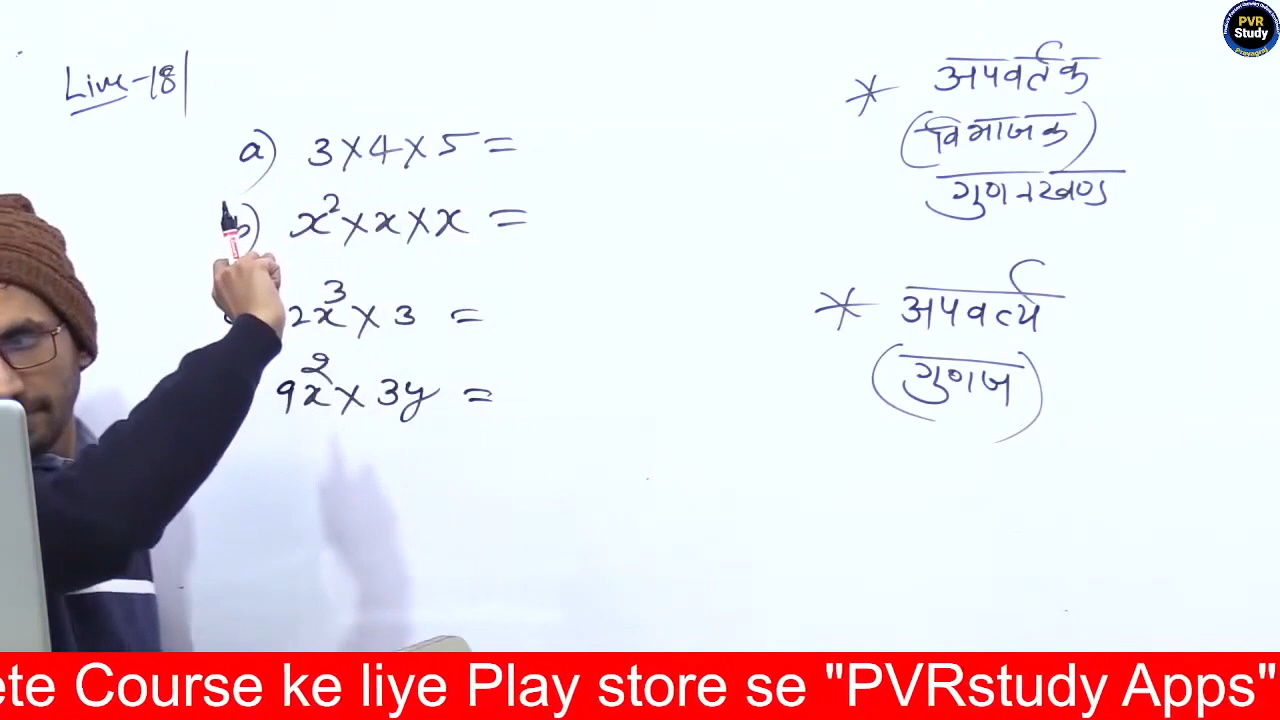 Live-18
a) 3×4×5=
b) x²×x×x=
2x³×3 =
9x²×3y =
* अपवर्तक
(विभाजक)
गुणनखण्ड
* अपवर्त्य
(गुणज)
PVR
Study
Prayagraj
ete Course ke liye Play store se "PVRstudy Apps"